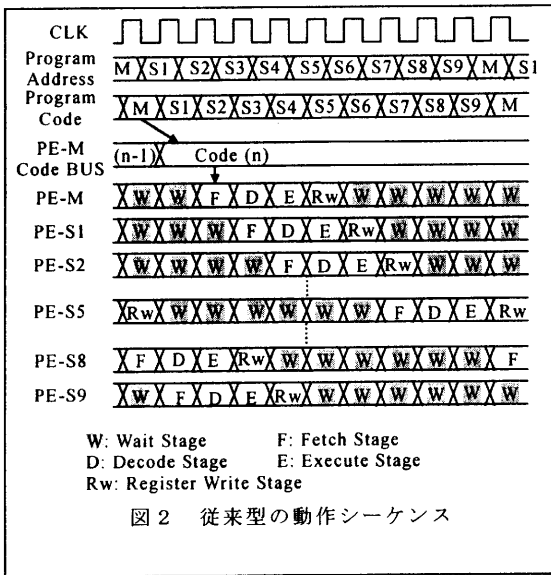 CLK
Program Address M S1 S2 S3 S4 S5 S6 S7 S8 S9 M S1
Program Code M S1 S2 S3 S4 S5 S6 S7 S8 S9 M
PE-M Code BUS (n-1) Code (n)
PE-M W W F D E Rw W W W W W
PE-S1 W W W F D E Rw W W W W
PE-S2 W W W W F D E Rw W W W
PE-S5 Rw W W W W W W F D E Rw
PE-S8 F D E Rw W W W W W W F
PE-S9 W F D E Rw W W W W W W
W: Wait Stage F: Fetch Stage
D: Decode Stage E: Execute Stage
Rw: Register Write Stage
図2 従来型の動作シーケンス